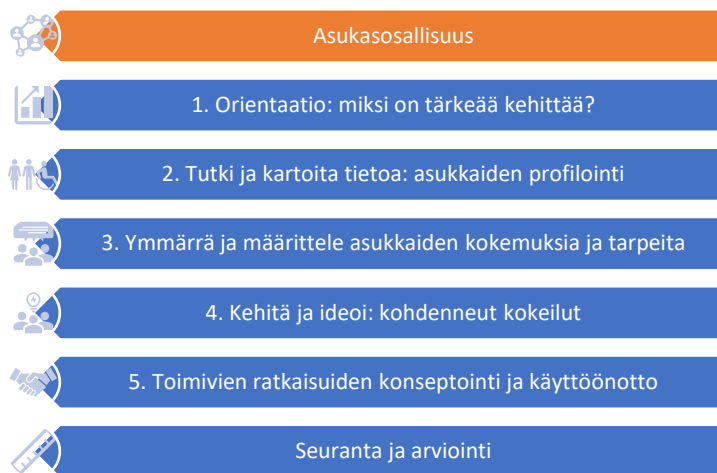 Asukasosallisuus
1. Orientaatio: miksi on tärkeää kehittää?
2. Tutki ja kartoita tietoa: asukkaiden profilointi
3. Ymmärrä ja määrittele asukkaiden kokemuksia ja tarpeita
4. Kehitä ja ideoi: kohdenneut kokeilut
5. Toimivien ratkaisuiden konseptointi ja käyttöönotto
Seuranta ja arviointi